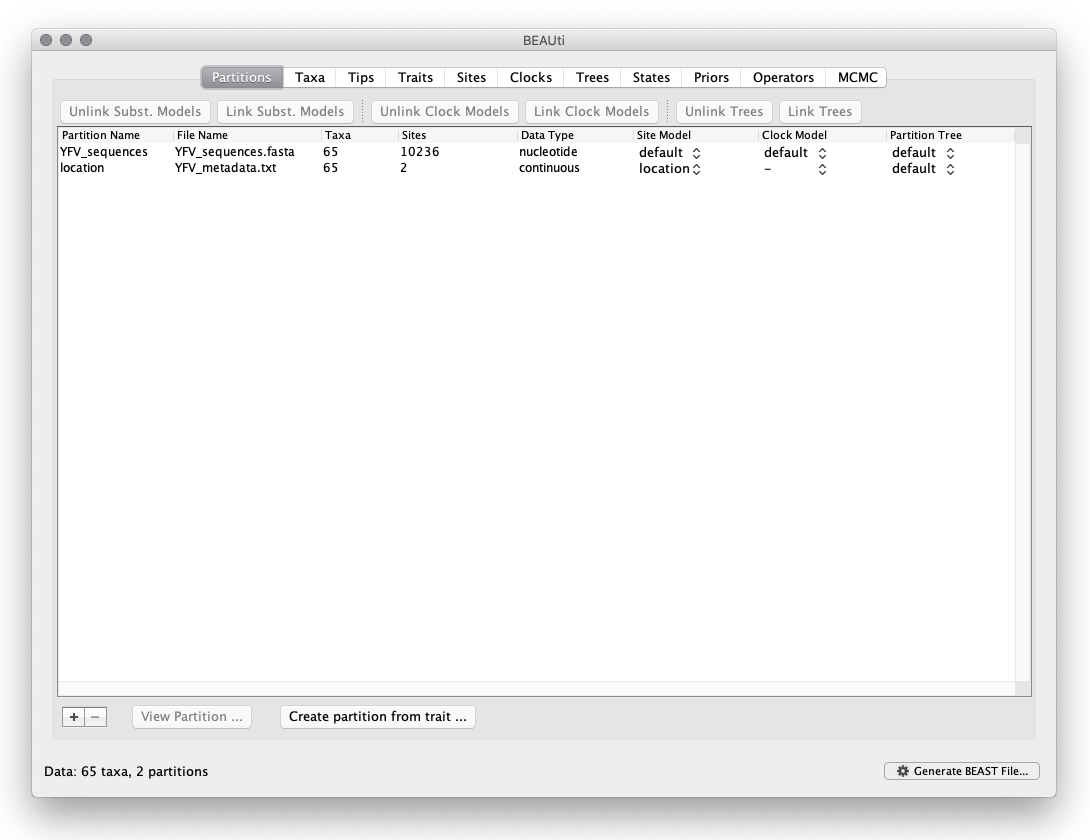 BEAUti
Partitions Taxa Tips Traits Sites Clocks Trees States Priors Operators MCMC
Unlink Subst. Models Link Subst. Models Unlink Clock Models Link Clock Models Unlink Trees Link Trees
Partition Name File Name Taxa Sites Data Type Site Model Clock Model Partition Tree
YFV_sequences YFV_sequences.fasta 65 10236 nucleotide default default default
location YFV_metadata.txt 65 2 continuous location - default
+ − View Partition ... Create partition from trait ...
Data: 65 taxa, 2 partitions Generate BEAST File...